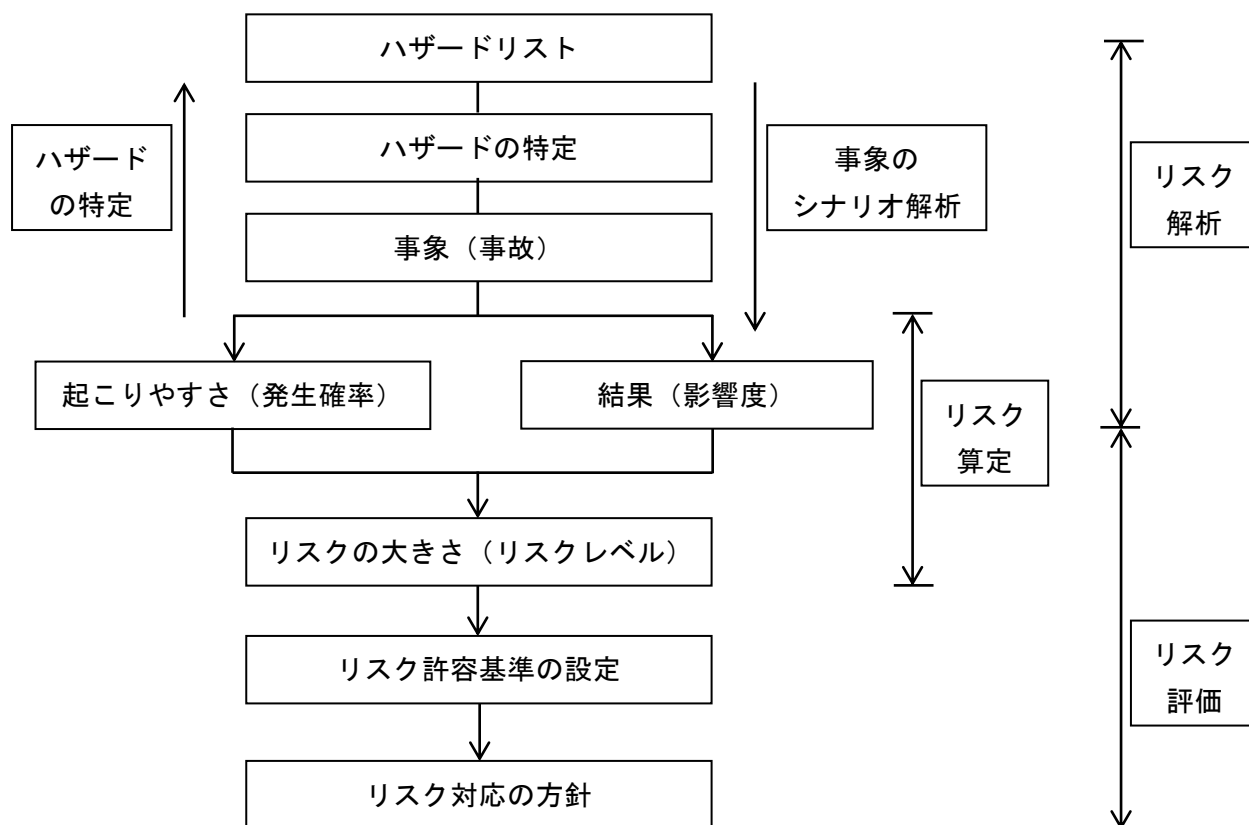 ハザードリスト
ハザードの特定
ハザード
の特定
事象の
シナリオ解析
リスク
解析
事象（事故）
起こりやすさ（発生確率）
結果（影響度）
リスク
算定
リスクの大きさ（リスクレベル）
リスク許容基準の設定
リスク
評価
リスク対応の方針